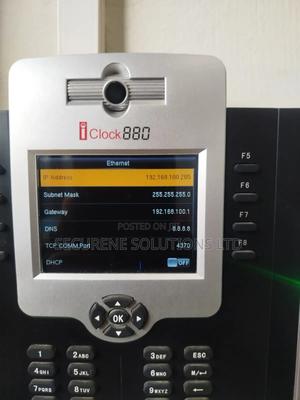 iClock880
F5
F6
F7
F8
Ethernet
IP Address 192.168.100.205
Subnet Mask 255.255.255.0
Gateway 192.168.100.1
DNS 8.8.8.8
TCP COMM.Port 4370
DHCP OFF
POSTED ON
SECURENE SOLUTIONS LTD
OK
1 2ABC 3DEF ESC
4GHI 5JKL 6MNO M/↵
7PQRS 8TUV 9WXYZ ←